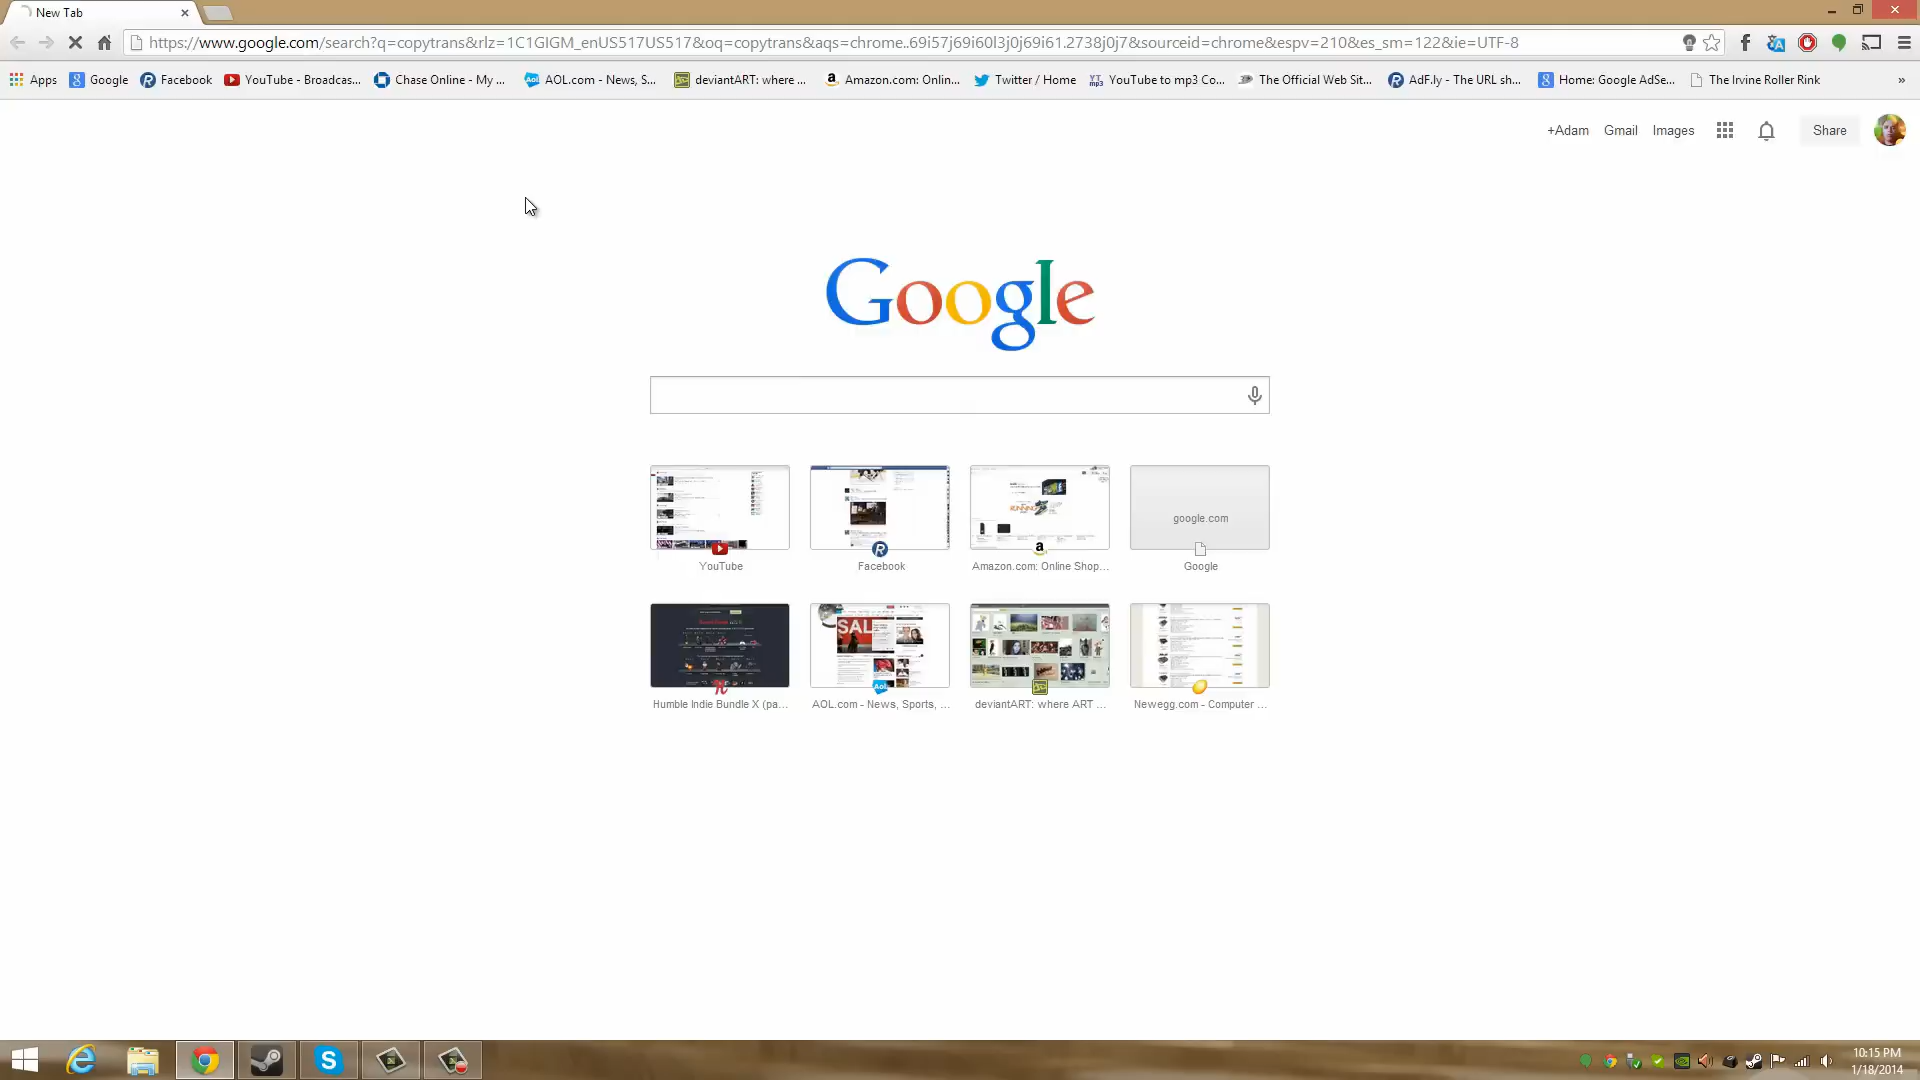 New Tab
https://www.google.com/search?q=copytrans&rlz=1C1GIGM_enUS517US517&oq=copytrans&aqs=chrome..69i57j69i60l3j0j69i61.2738j0j7&sourceid=chrome&espv=210&es_sm=122&ie=UTF-8
Apps Google Facebook YouTube - Broadcas... Chase Online - My ... AOL.com - News, S... deviantART: where ... Amazon.com: Onlin... Twitter / Home YouTube to mp3 Co... The Official Web Sit... AdF.ly - The URL sh... Home: Google AdSe... The Irvine Roller Rink »
+Adam Gmail Images Share
Google
google.com
YouTube Facebook Amazon.com: Online Shop... Google
SALE
Humble Indie Bundle X (pa... AOL.com - News, Sports, ... deviantART: where ART ... Newegg.com - Computer ...
10:15 PM
1/18/2014